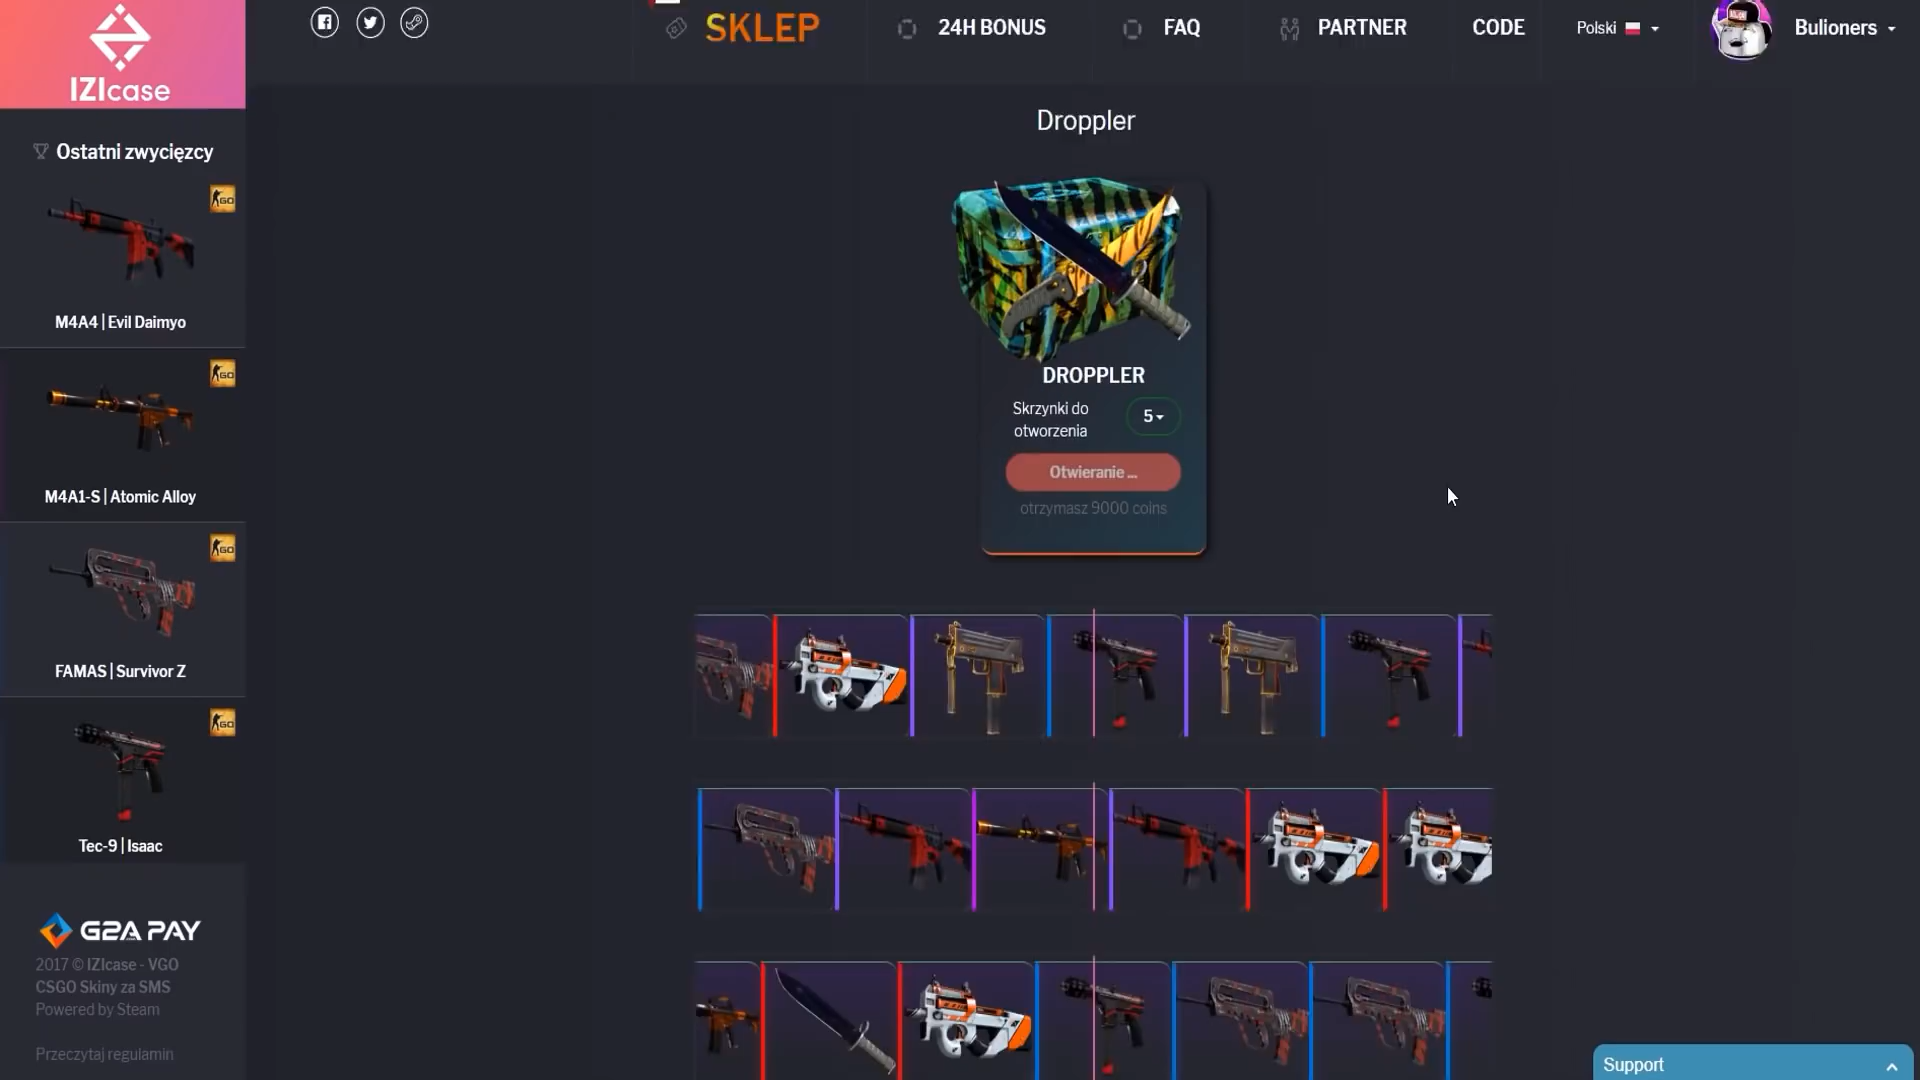 IZIcase
SKLEP
24H BONUS
FAQ
PARTNER
CODE
Polski
Bulioners
Ostatni zwycięzcy
M4A4 | Evil Daimyo
M4A1-S | Atomic Alloy
FAMAS | Survivor Z
Tec-9 | Isaac
G2A PAY
2017 © IZIcase - VGO
CSGO Skiny za SMS
Powered by Steam
Przeczytaj regulamin
Droppler
DROPPLER
Skrzynki do
otworzenia
5
Otwieranie ...
otrzymasz 9000 coins
Support